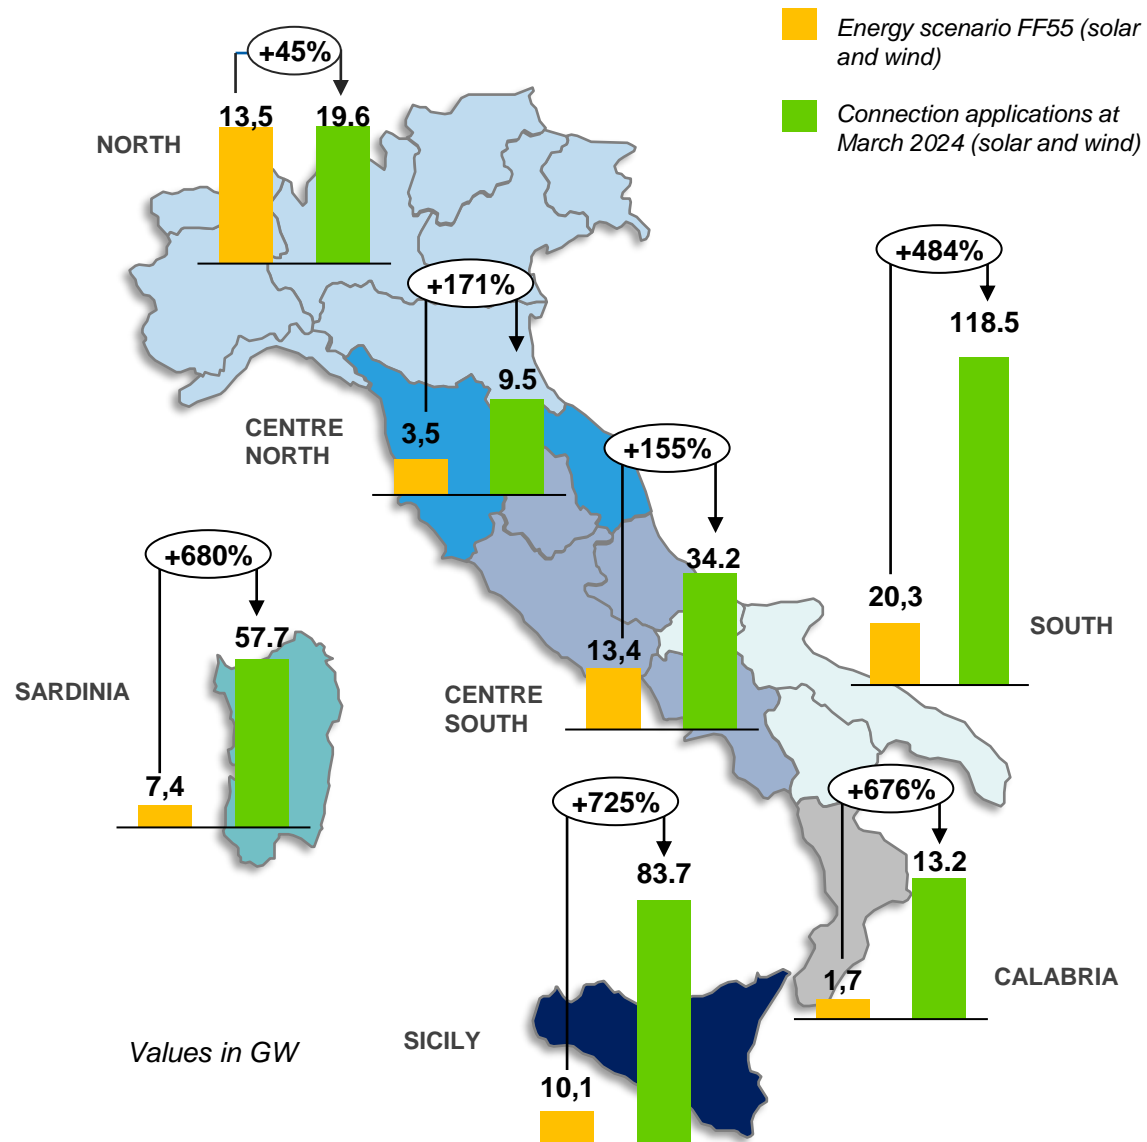 Energy scenario FF55 (solar
and wind)
Connection applications at
March 2024 (solar and wind)
+45%
13,5
19.6
NORTH
+171%
3,5
9.5
CENTRE
NORTH
+484%
20,3
118.5
SOUTH
+155%
13,4
34.2
CENTRE
SOUTH
+680%
7,4
57.7
SARDINIA
+725%
10,1
83.7
SICILY
+676%
1,7
13.2
CALABRIA
Values in GW